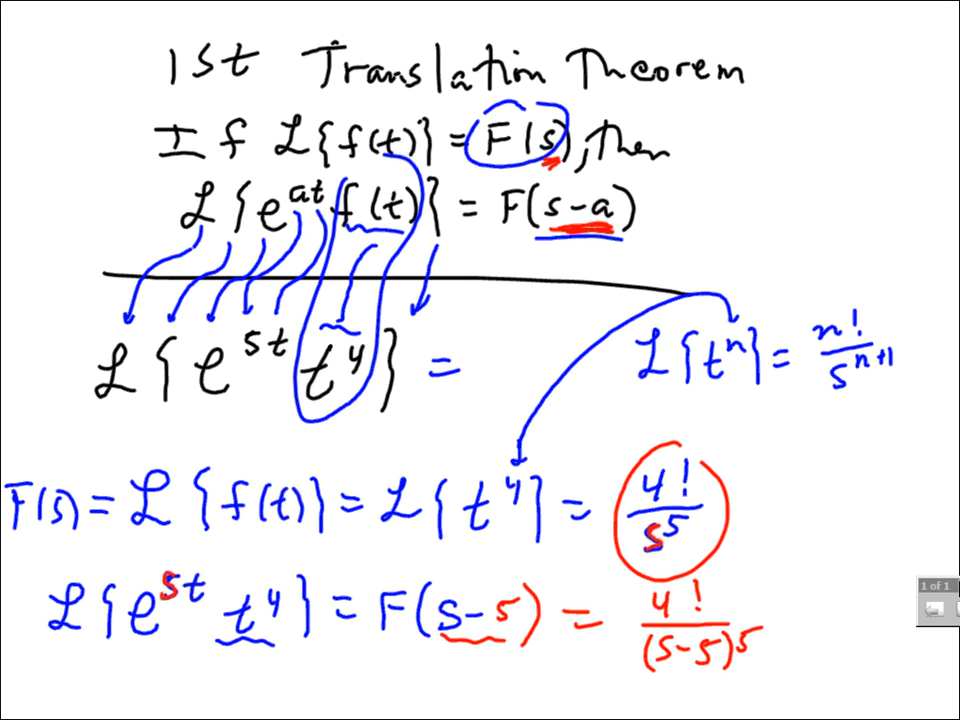 1st Translation Theorem
If ℒ{f(t)} = F(s), then
ℒ{e^{at} f(t)} = F(s-a)
ℒ{e^{5t} t^4} =
ℒ{t^n} = n!/s^{n+1}
F(s) = ℒ{f(t)} = ℒ{t^4} = 4!/s^5
ℒ{e^{5t} t^4} = F(s-5) = 4!/(s-5)^5
1 of 1